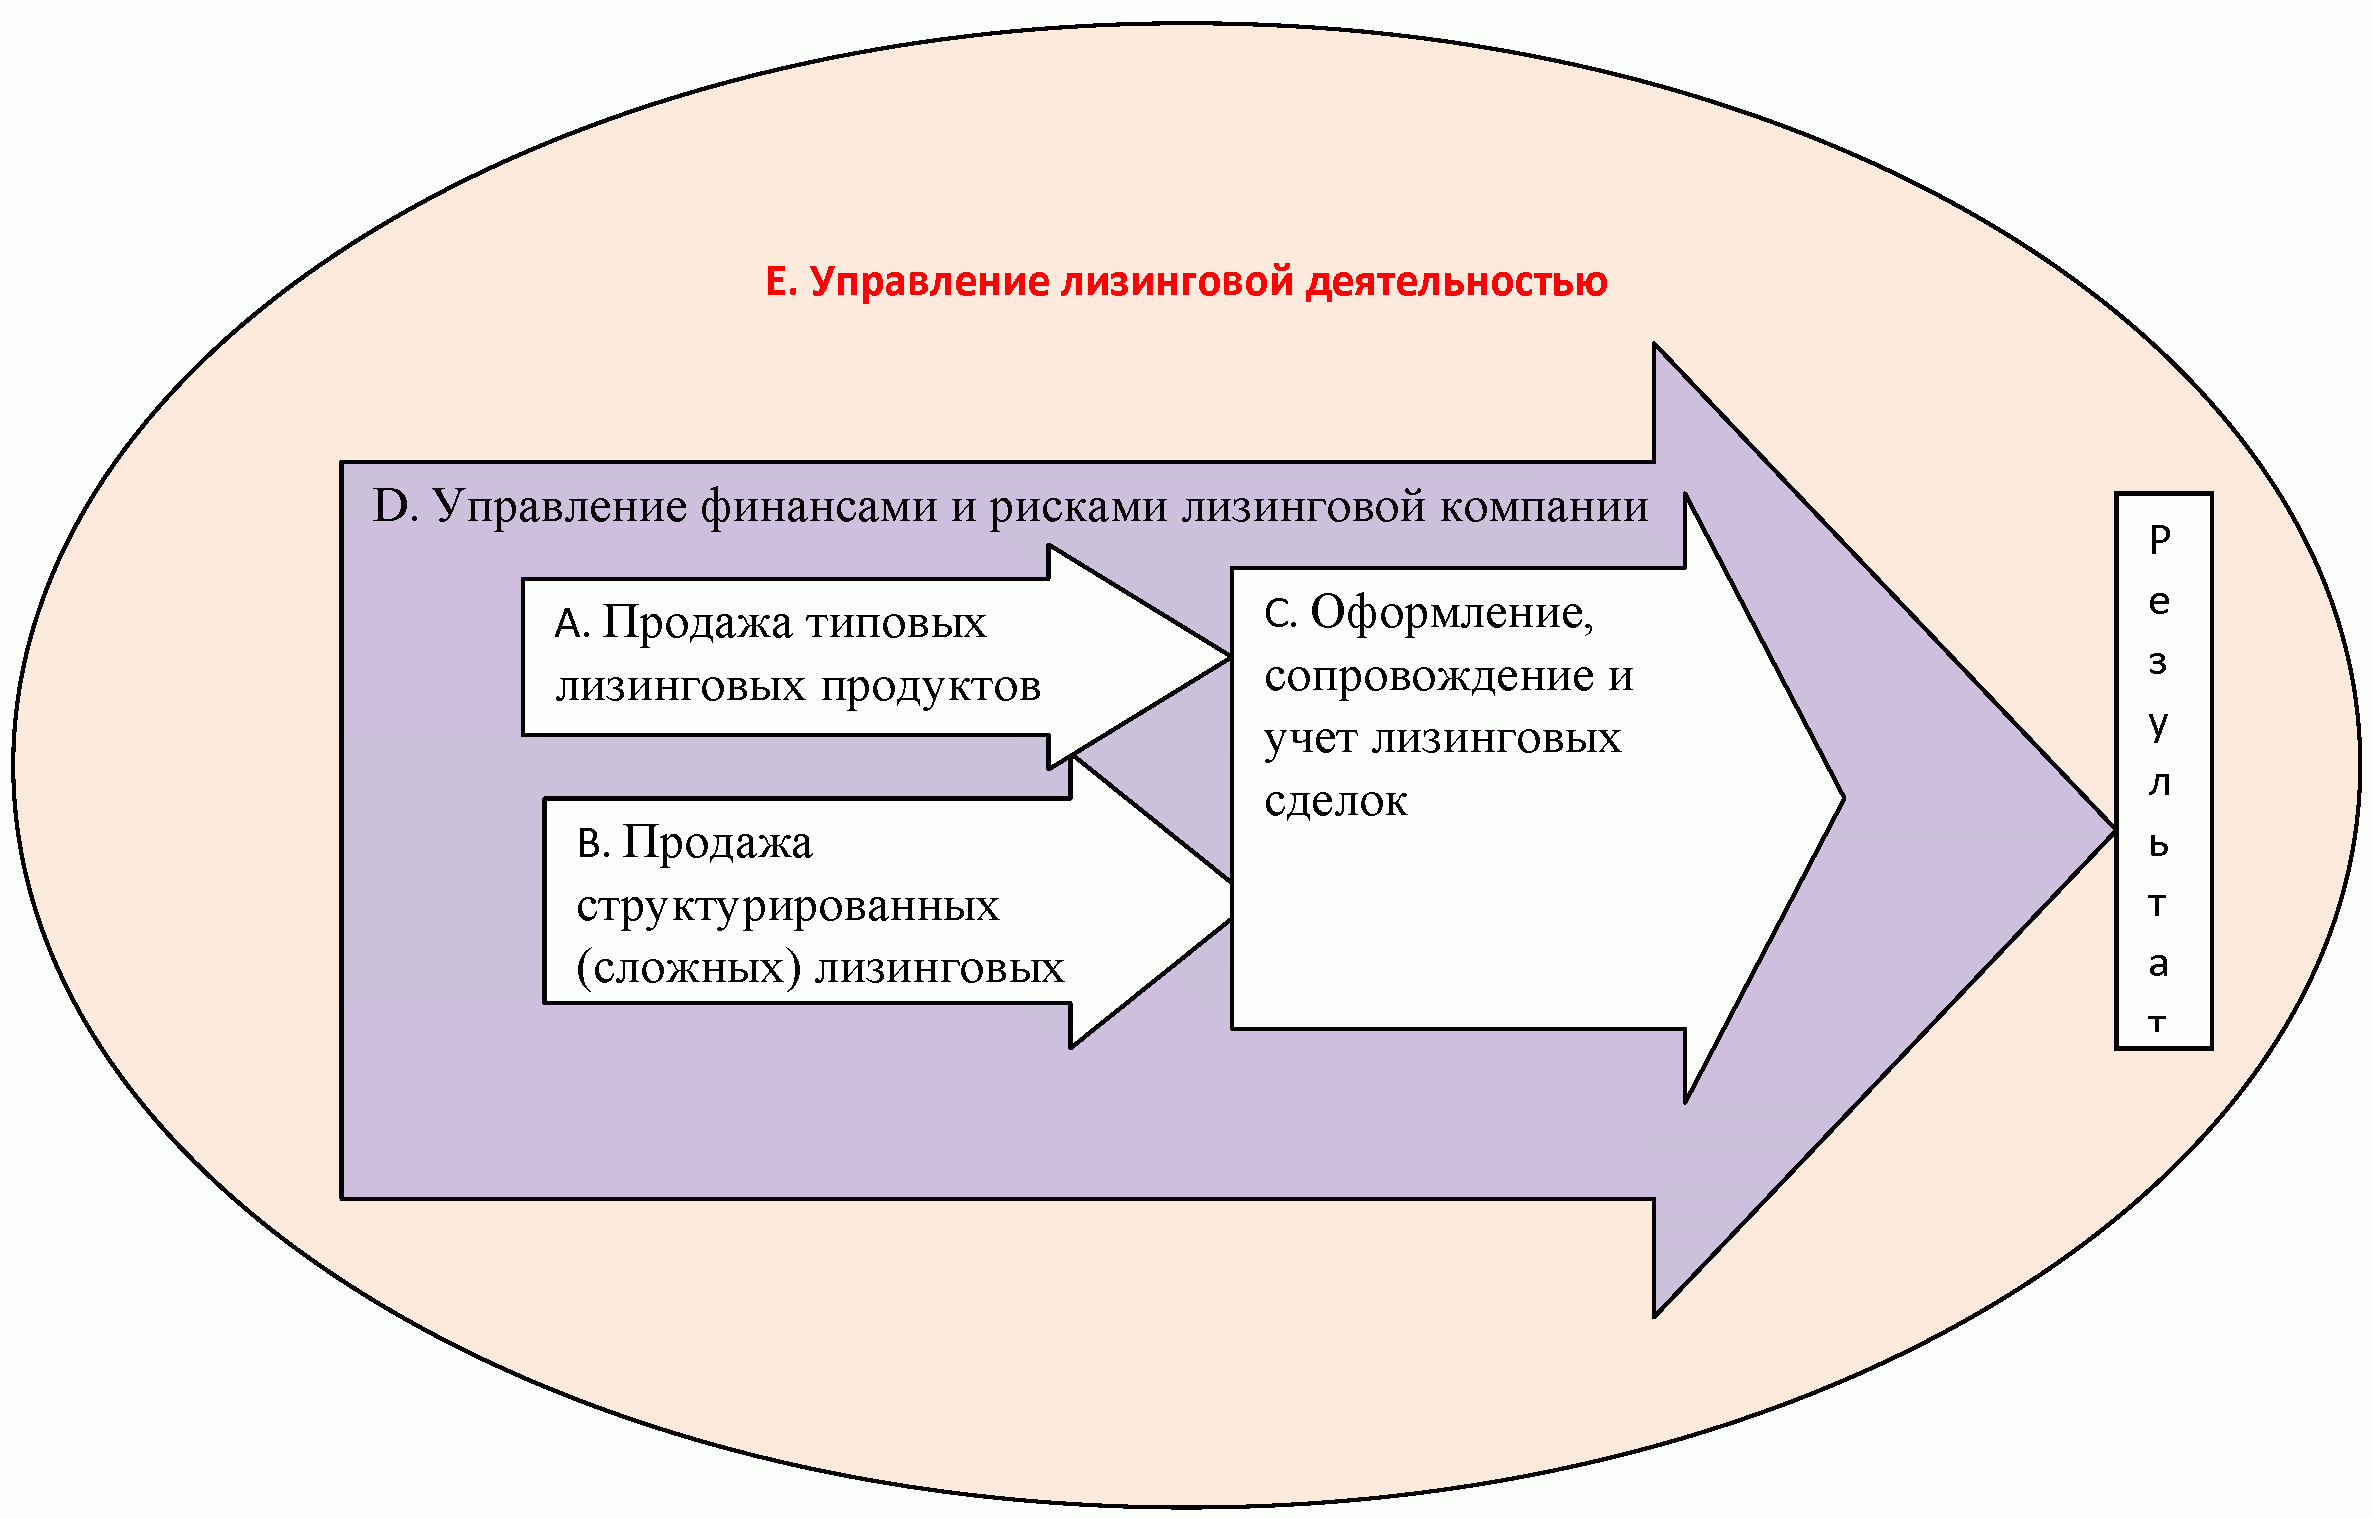 Е. Управление лизинговой деятельностью
D. Управление финансами и рисками лизинговой компании
А. Продажа типовых
лизинговых продуктов
В. Продажа
структурированных
(сложных) лизинговых
С. Оформление,
сопровождение и
учет лизинговых
сделок
Результат